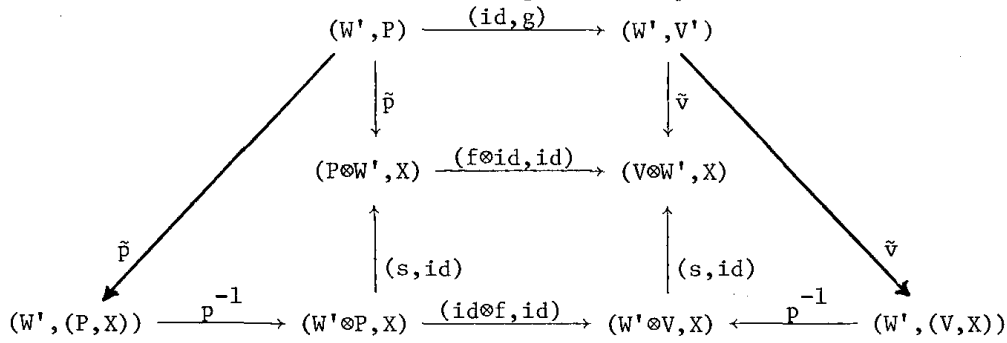 (id,g)
(W',P) (W',V')
p̃ ṽ
(f⊗id,id)
(P⊗W',X) (V⊗W',X)
p̃ (s,id) (s,id) ṽ
p⁻¹ (id⊗f,id) p⁻¹
(W',(P,X)) (W'⊗P,X) (W'⊗V,X) (W',(V,X))